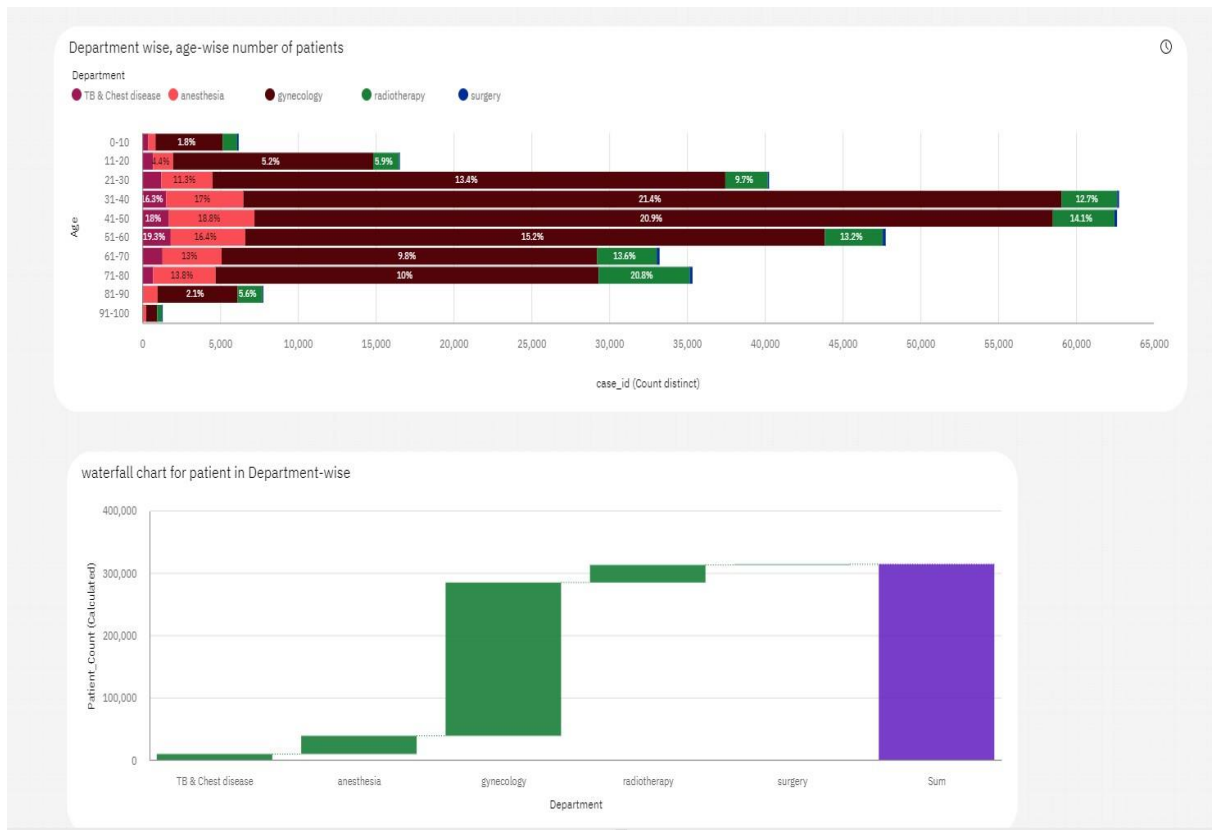 Department wise, age-wise number of patients
Department
TB & Chest disease anesthesia gynecology radiotherapy surgery
0-10 1.8%
11-20 4.4% 5.2% 5.9%
21-30 11.3% 13.4% 9.7%
31-40 16.3% 17% 21.4% 12.7%
41-50 18% 18.8% 20.9% 14.1%
51-60 19.3% 16.4% 15.2% 13.2%
61-70 13% 9.8% 13.6%
71-80 13.8% 10% 20.8%
81-90 2.1% 5.6%
91-100
Age
0 5,000 10,000 15,000 20,000 25,000 30,000 35,000 40,000 45,000 50,000 55,000 60,000 65,000
case_id (Count distinct)
waterfall chart for patient in Department-wise
400,000
300,000
200,000
100,000
0
Patient_Count (Calculated)
TB & Chest disease anesthesia gynecology radiotherapy surgery Sum
Department